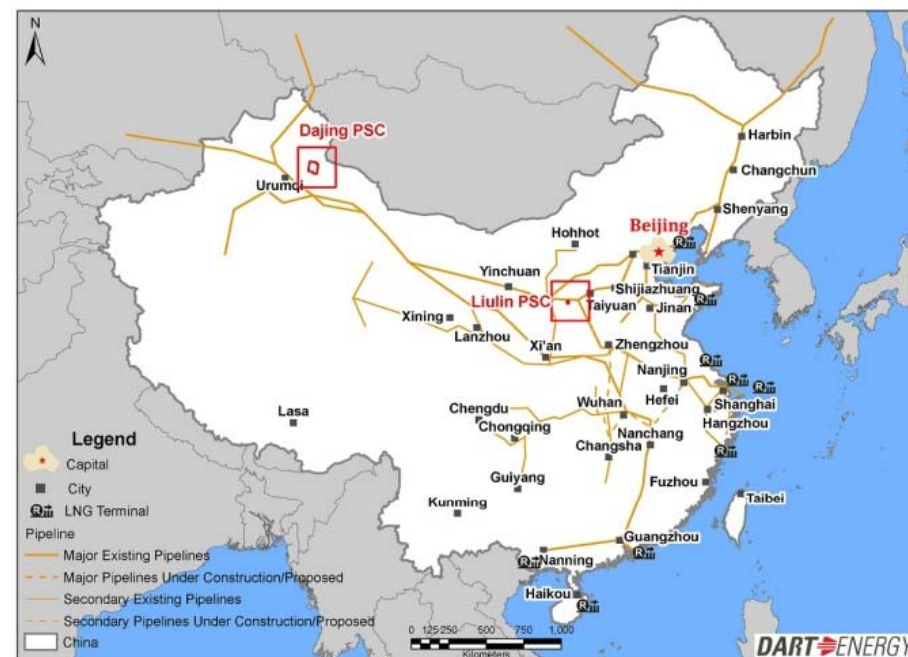 N
Dajing PSC
Urumqi
Harbin
Changchun
Shenyang
Beijing
Hohhot
Tianjin
Yinchuan
Shijiazhuang
Liulin PSC
Taiyuan
Jinan
Xining
Lanzhou
Xi'an
Zhengzhou
Nanjing
Hefei
Shanghai
Wuhan
Hangzhou
Lasa
Chengdu
Chongqing
Nanchang
Changsha
Guiyang
Fuzhou
Taibei
Kunming
Guangzhou
Nanning
Haikou
Legend
Capital
City
R LNG Terminal
Pipeline
Major Existing Pipelines
Major Pipelines Under Construction/Proposed
Secondary Existing Pipelines
Secondary Pipelines Under Construction/Proposed
China
0 125 250 500 750 1,000
Kilometers
DART ENERGY